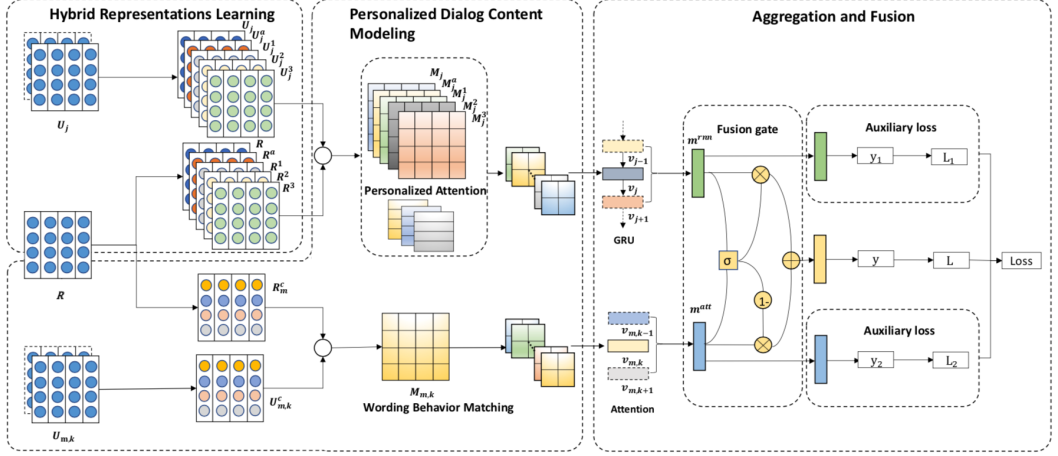 Hybrid Representations Learning
Personalized Dialog Content
Modeling
Aggregation and Fusion
U_j
U_j^a
U_j^1
U_j^2
U_j^3
U_j
R
R^a
R^1
R^2
R^3
R
M_j
M_j^a
M_j^1
M_j^2
M_j^3
Personalized Attention
v_{j-1}
v_j
v_{j+1}
GRU
m^{rnn}
Fusion gate
σ
1-
Auxiliary loss
y_1
L_1
y
L
Loss
R_m^c
U_{m,k}
U_{m,k}^c
M_{m,k}
Wording Behavior Matching
m^{att}
v_{m,k-1}
v_{m,k}
v_{m,k+1}
Attention
Auxiliary loss
y_2
L_2